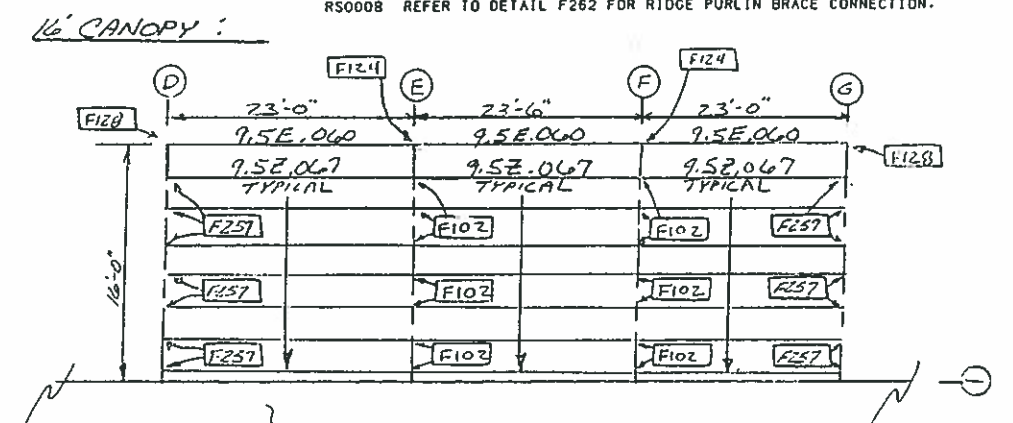 RS0008 REFER TO DETAIL F262 FOR RIDGE PURLIN BRACE CONNECTION.
16' CANOPY :
F124 F124
D E F G
23'-0" 23'-6" 23'-0"
F128
9.5E.060 9.5E.060 9.5E.060
F128
9.5Z.067 9.5Z.067 9.5Z.067
TYPICAL TYPICAL TYPICAL
F257 F102 F102 F257
16'-0"
F257 F102 F102 F257
F257 F102 F102 F257
1